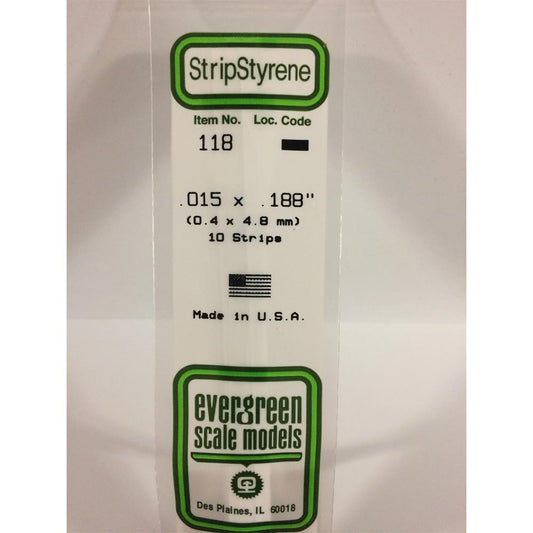 StripStyrene
Item No. Loc. Code
118
.015 x .188"
(0.4 x 4.8 mm)
10 Strips
Made in U.S.A.
evergreen
scale models
Des Plaines, IL 60018